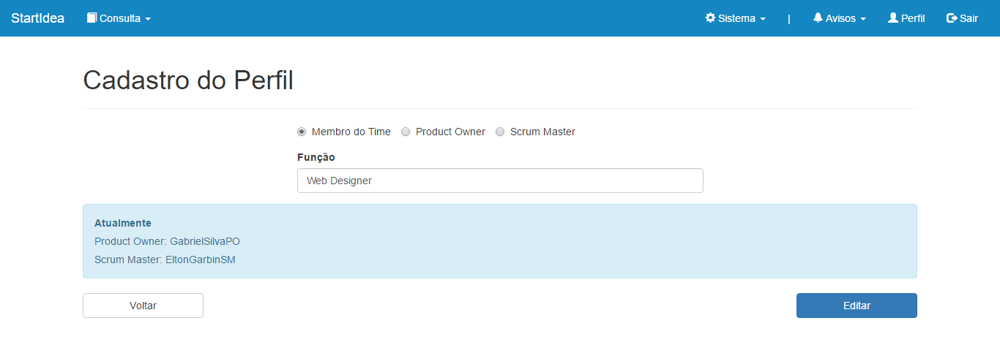 StartIdea Consulta Sistema | Avisos Perfil Sair
Cadastro do Perfil
Membro do Time Product Owner Scrum Master
Função
Web Designer
Atualmente
Product Owner: GabrielSilvaPO
Scrum Master: EltonGarbinSM
Voltar Editar